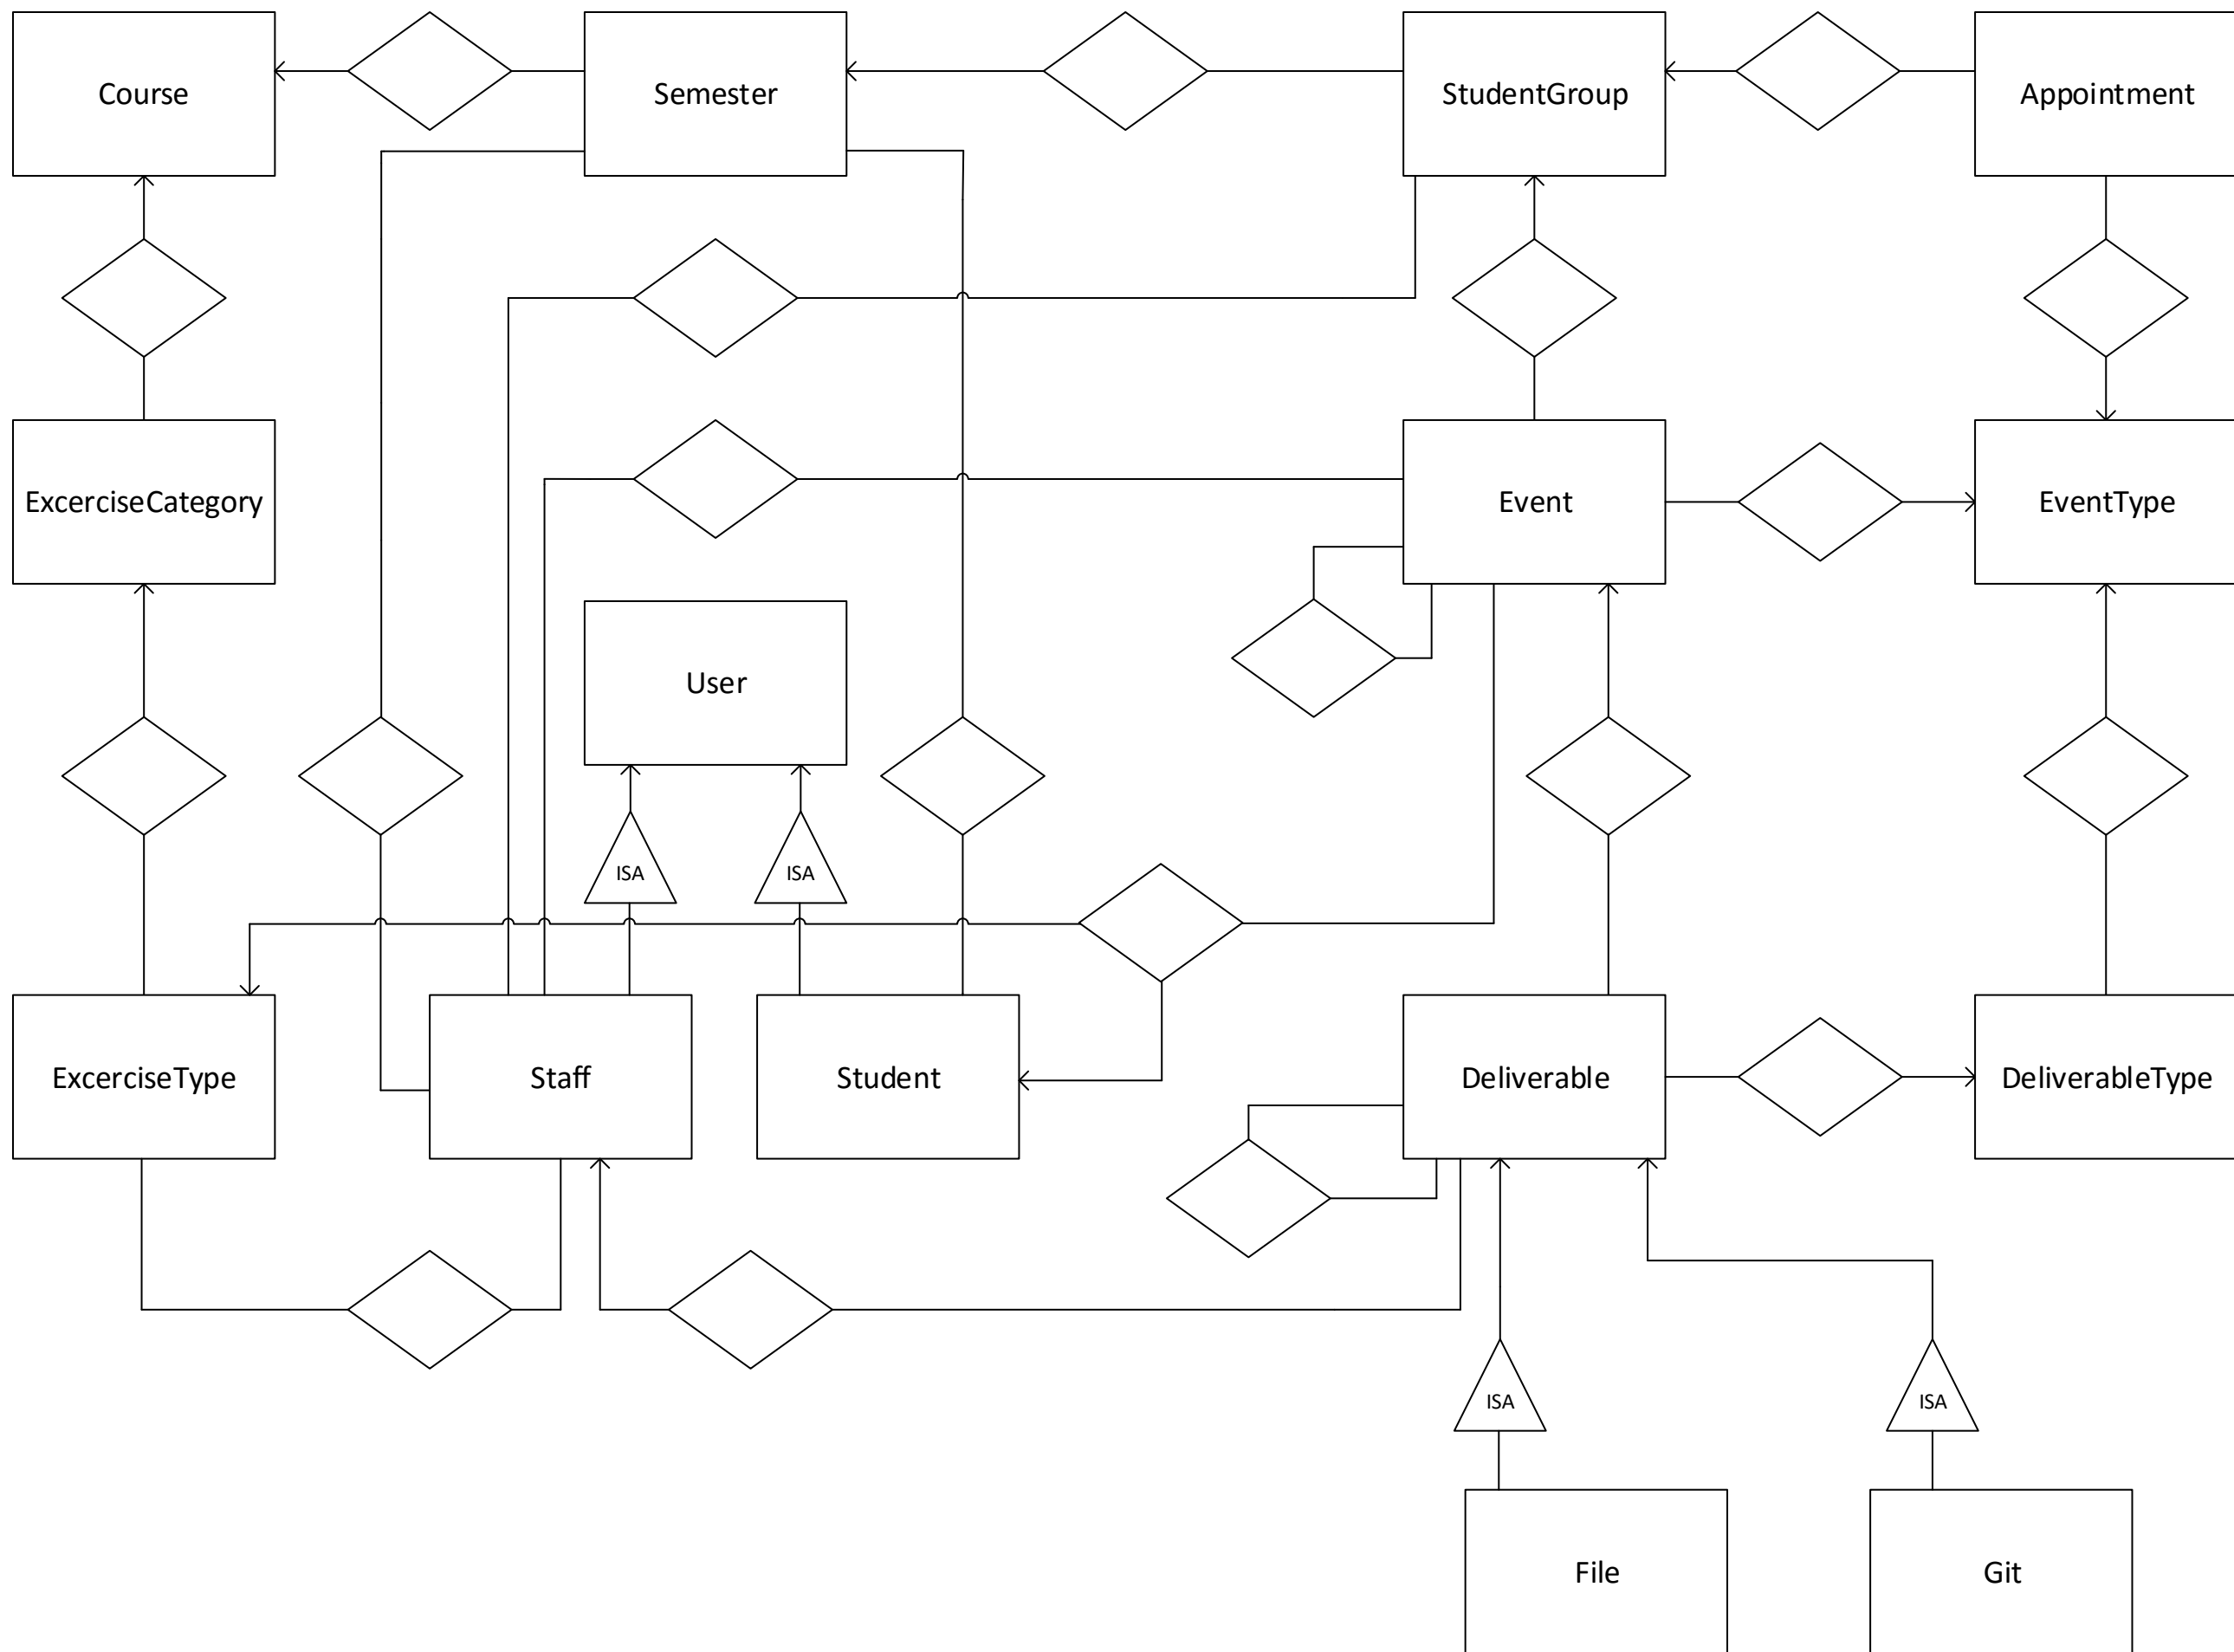 Course
Semester
StudentGroup
Appointment
ExcerciseCategory
Event
EventType
User
ISA
ISA
ExcerciseType
Staff
Student
Deliverable
DeliverableType
ISA
ISA
File
Git